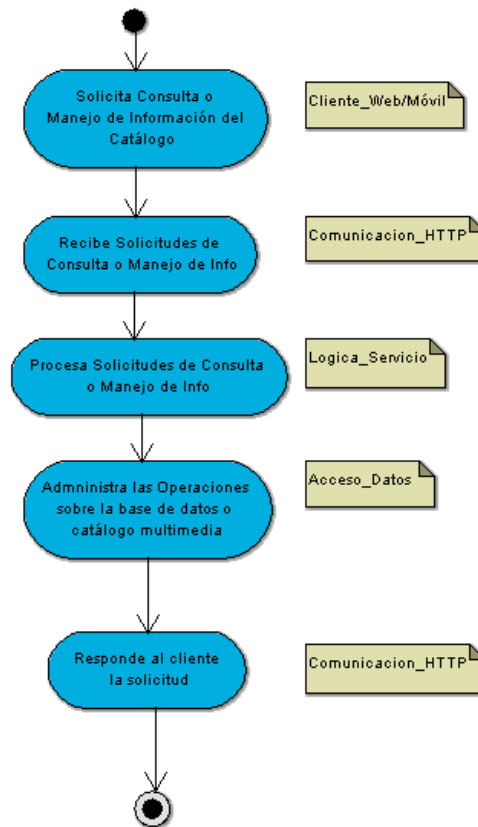 Solicita Consulta o
Manejo de Información del
Catálogo
Cliente_Web/Móvil
Recibe Solicitudes de
Consulta o Manejo de Info
Comunicacion_HTTP
Procesa Solicitudes de Consulta
o Manejo de Info
Logica_Servicio
Admninistra las Operaciones
sobre la base de datos o
catálogo multimedia
Acceso_Datos
Responde al cliente
la solicitud
Comunicacion_HTTP